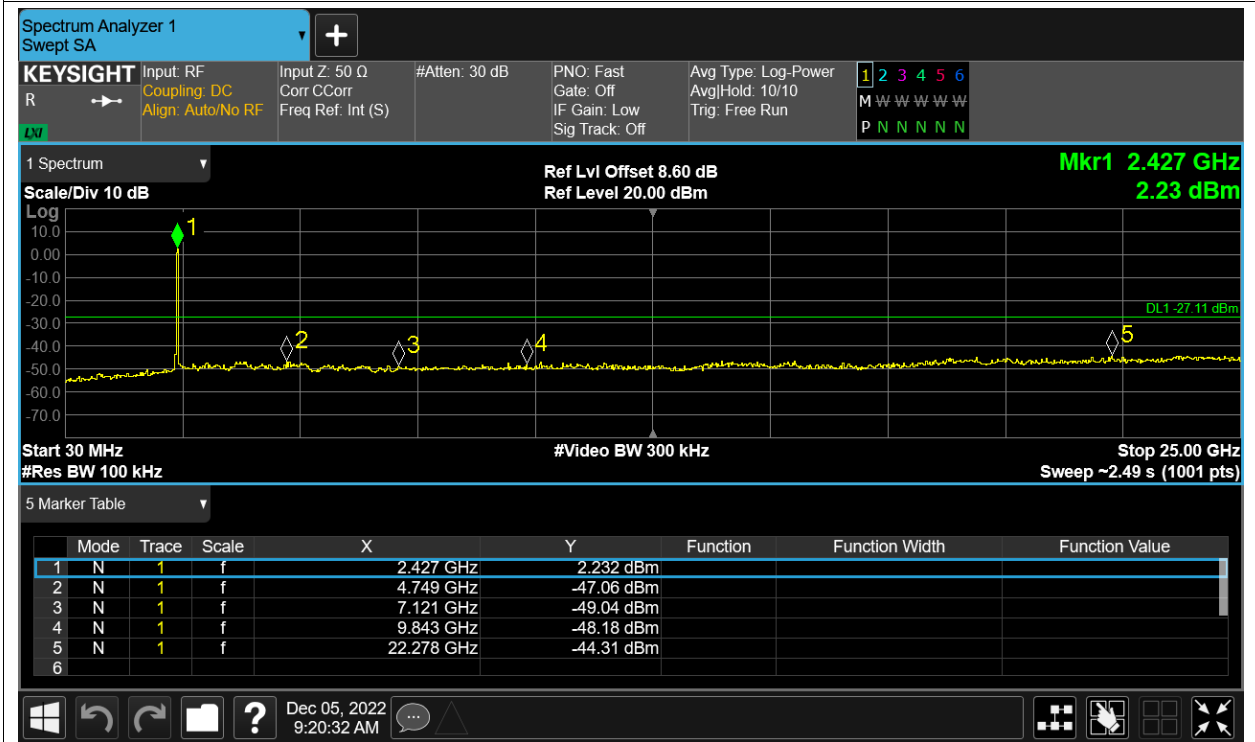 Spectrum Analyzer 1
Swept SA
+
KEYSIGHT
R
LXI
Input: RF
Coupling: DC
Align: Auto/No RF
Input Z: 50 Ω
Corr CCorr
Freq Ref: Int (S)
#Atten: 30 dB
PNO: Fast
Gate: Off
IF Gain: Low
Sig Track: Off
Avg Type: Log-Power
Avg|Hold: 10/10
Trig: Free Run
1 2 3 4 5 6
M W W W W W
P N N N N N
1 Spectrum
Scale/Div 10 dB
Ref Lvl Offset 8.60 dB
Ref Level 20.00 dBm
Mkr1 2.427 GHz
2.23 dBm
Log
10.0
0.00
-10.0
-20.0
-30.0
-40.0
-50.0
-60.0
-70.0
1
2
3
4
5
DL1 -27.11 dBm
Start 30 MHz
#Video BW 300 kHz
Stop 25.00 GHz
#Res BW 100 kHz
Sweep ~2.49 s (1001 pts)
5 Marker Table
Mode Trace Scale X Y Function Function Width Function Value
1 N 1 f 2.427 GHz 2.232 dBm
2 N 1 f 4.749 GHz -47.06 dBm
3 N 1 f 7.121 GHz -49.04 dBm
4 N 1 f 9.843 GHz -48.18 dBm
5 N 1 f 22.278 GHz -44.31 dBm
6
?
Dec 05, 2022
9:20:32 AM